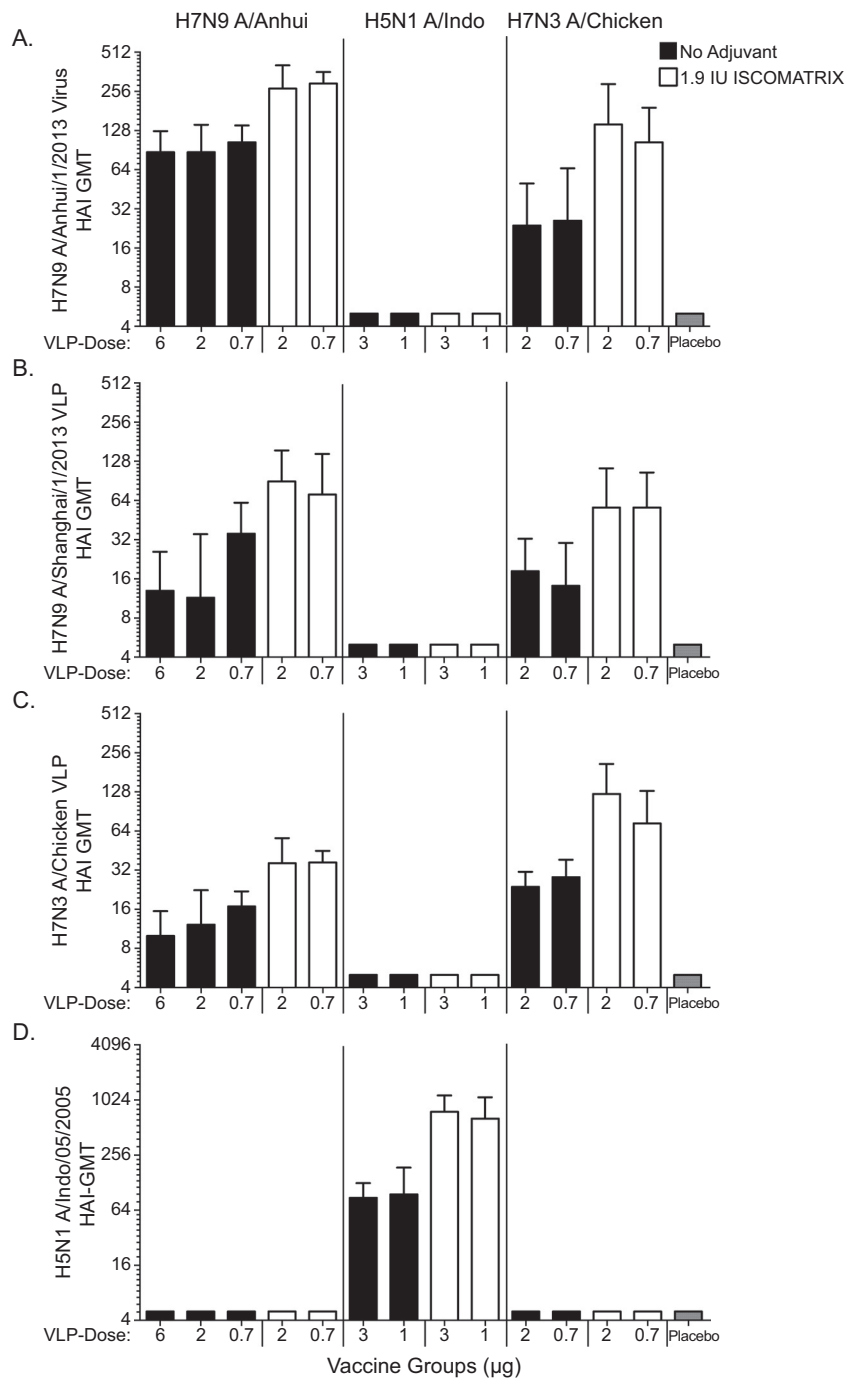 H7N9 A/Anhui H5N1 A/Indo H7N3 A/Chicken
A.
No Adjuvant
1.9 IU ISCOMATRIX
H7N9 A/Anhui/1/2013 Virus
HAI GMT
512
256
128
64
32
16
8
4
VLP-Dose: 6 2 0.7 2 0.7 3 1 3 1 2 0.7 2 0.7 Placebo
B.
H7N9 A/Shanghai/1/2013 VLP
HAI GMT
512
256
128
64
32
16
8
4
VLP-Dose: 6 2 0.7 2 0.7 3 1 3 1 2 0.7 2 0.7 Placebo
C.
H7N3 A/Chicken VLP
HAI GMT
512
256
128
64
32
16
8
4
VLP-Dose: 6 2 0.7 2 0.7 3 1 3 1 2 0.7 2 0.7 Placebo
D.
H5N1 A/Indo/05/2005
HAI-GMT
4096
1024
256
64
16
4
VLP-Dose: 6 2 0.7 2 0.7 3 1 3 1 2 0.7 2 0.7 Placebo
Vaccine Groups (µg)